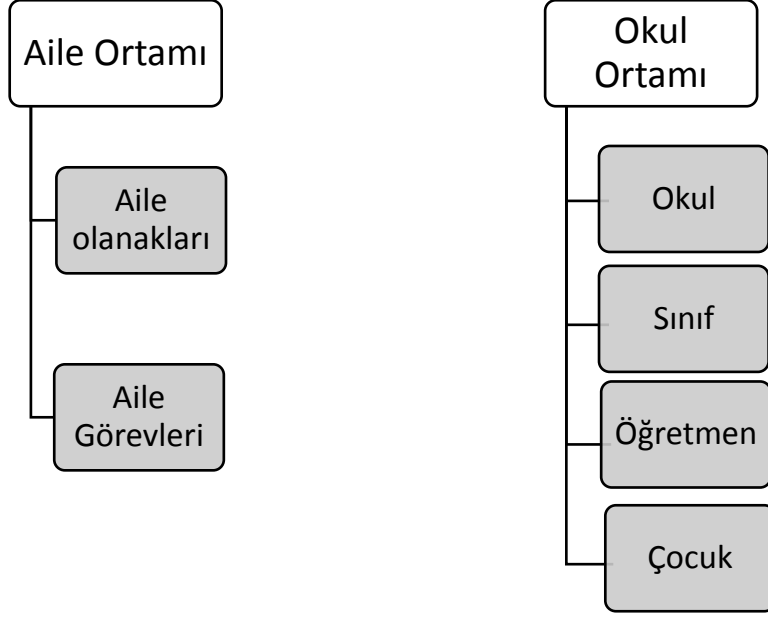 Aile Ortamı
Aile
olanakları
Aile
Görevleri
Okul
Ortamı
Okul
Sınıf
Öğretmen
Çocuk